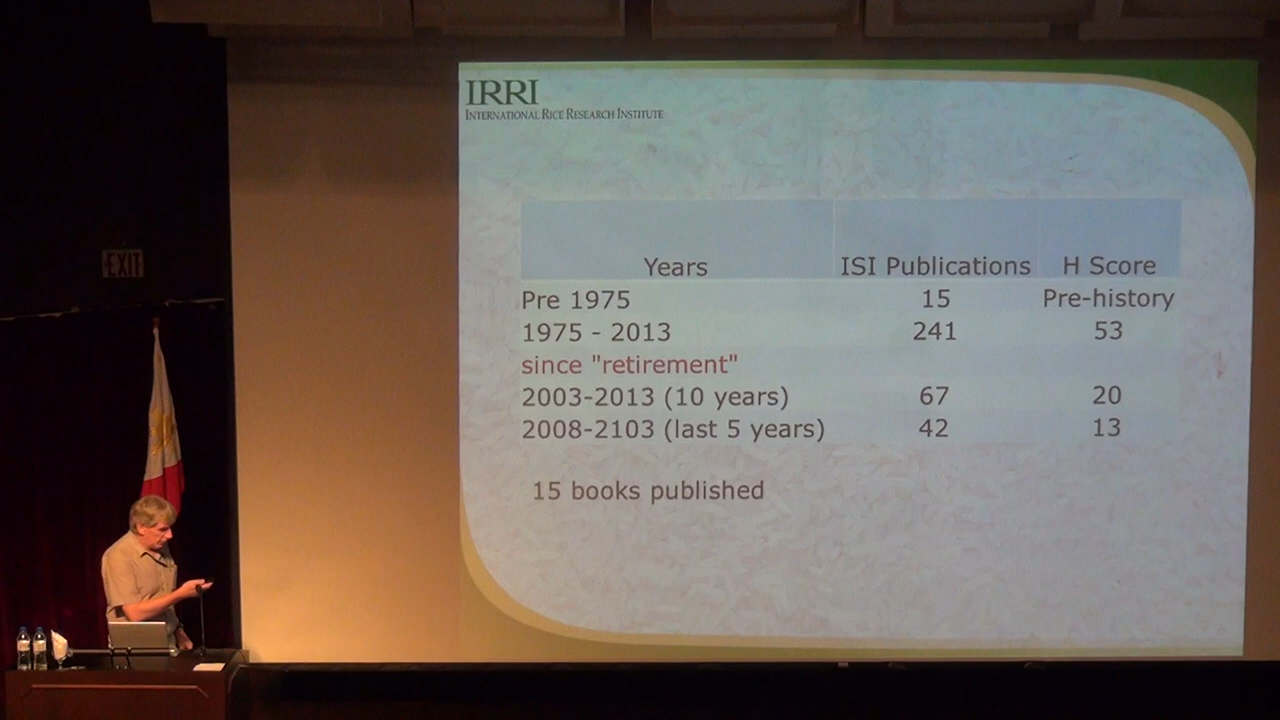 IRRI
INTERNATIONAL RICE RESEARCH INSTITUTE
EXIT
Years ISI Publications H Score
Pre 1975 15 Pre-history
1975 - 2013 241 53
since "retirement"
2003-2013 (10 years) 67 20
2008-2103 (last 5 years) 42 13
15 books published